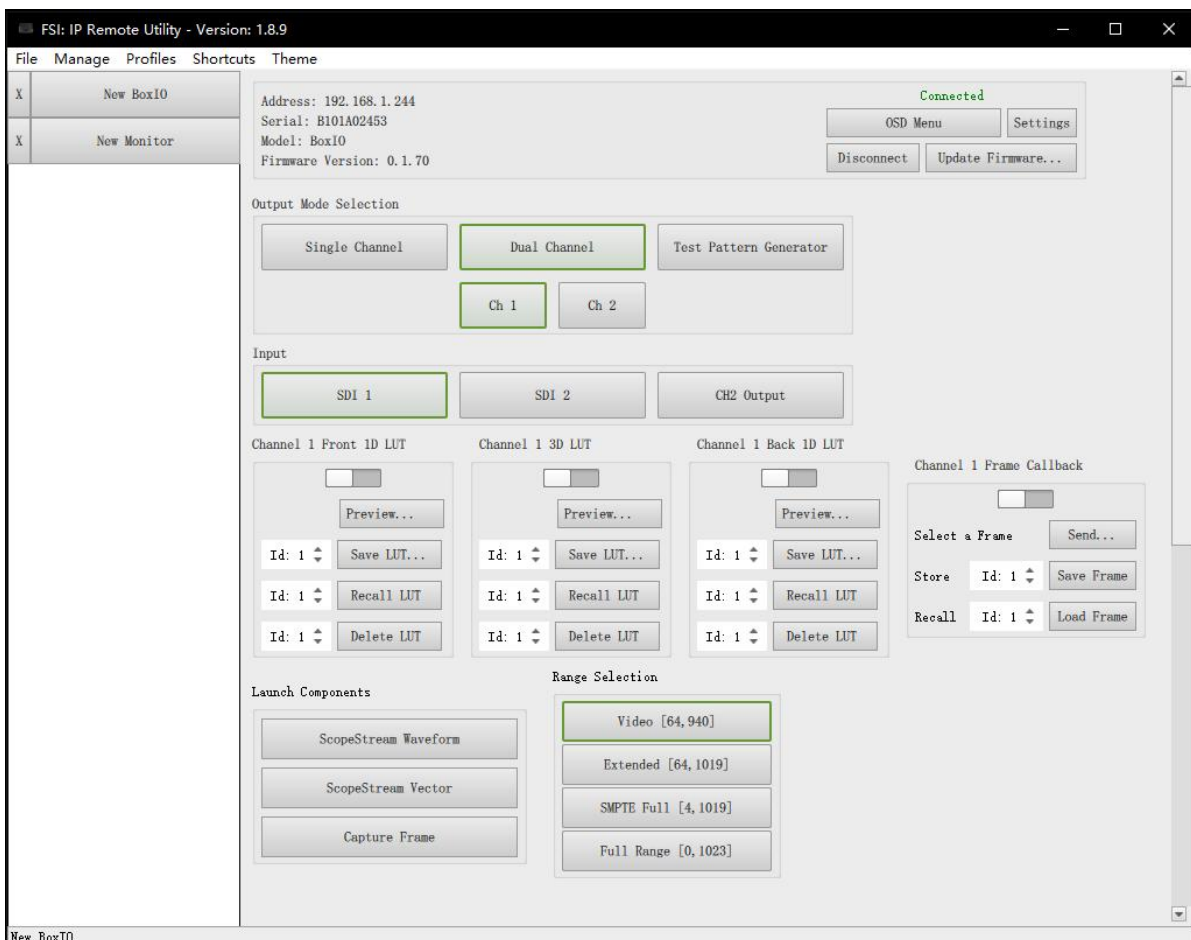 FSI: IP Remote Utility - Version: 1.8.9
File Manage Profiles Shortcuts Theme
X New BoxIO
X New Monitor
Address: 192.168.1.244
Serial: B101A02453
Model: BoxIO
Firmware Version: 0.1.70
Connected
OSD Menu Settings
Disconnect Update Firmware...
Output Mode Selection
Single Channel Dual Channel Test Pattern Generator
Ch 1 Ch 2
Input
SDI 1 SDI 2 CH2 Output
Channel 1 Front 1D LUT
Preview...
Id: 1 Save LUT...
Id: 1 Recall LUT
Id: 1 Delete LUT
Channel 1 3D LUT
Preview...
Id: 1 Save LUT...
Id: 1 Recall LUT
Id: 1 Delete LUT
Channel 1 Back 1D LUT
Preview...
Id: 1 Save LUT...
Id: 1 Recall LUT
Id: 1 Delete LUT
Channel 1 Frame Callback
Select a Frame Send...
Store Id: 1 Save Frame
Recall Id: 1 Load Frame
Launch Components
ScopeStream Waveform
ScopeStream Vector
Capture Frame
Range Selection
Video [64,940]
Extended [64,1019]
SMPTE Full [4,1019]
Full Range [0,1023]
New BoxIO